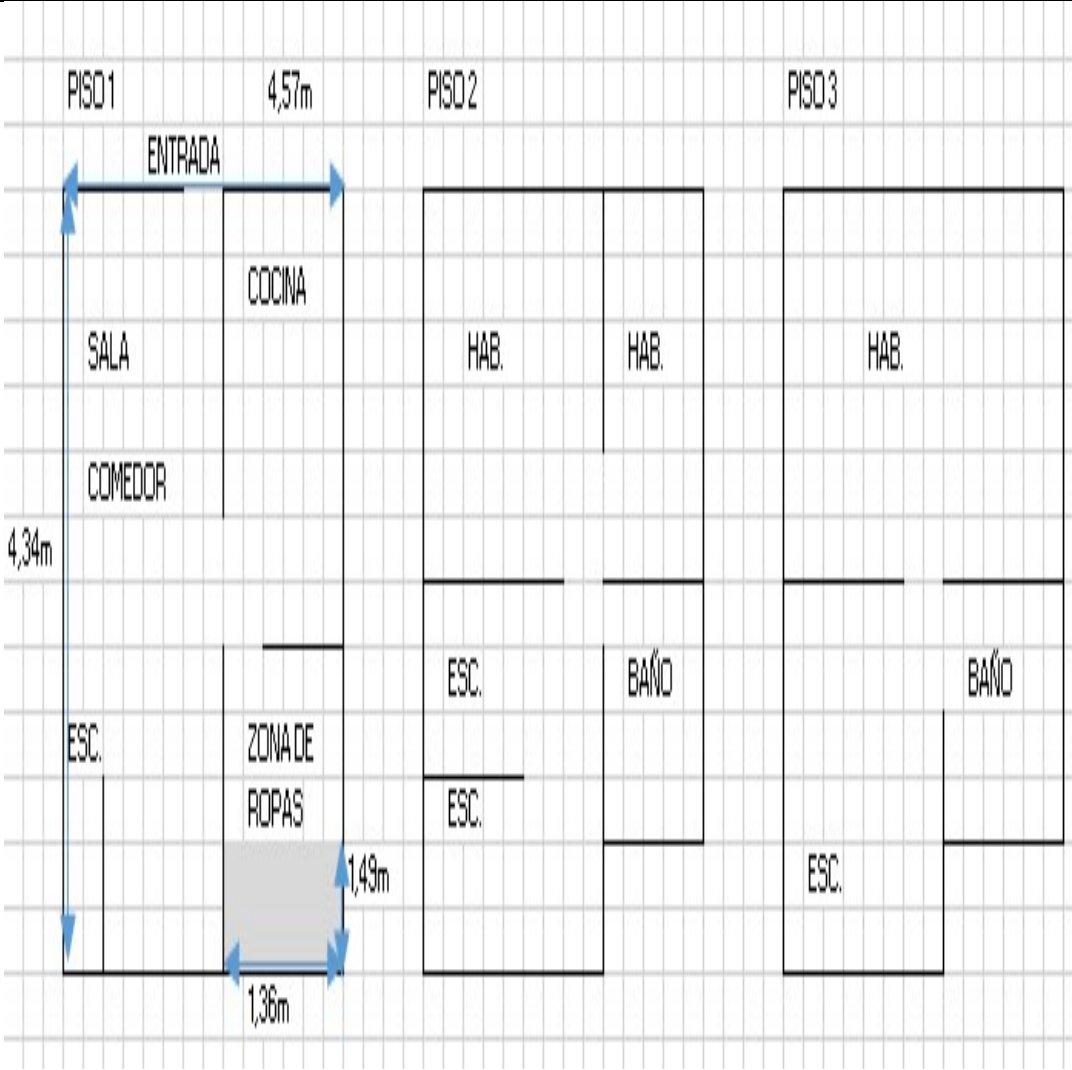 PISO 1
4,57m
ENTRADA
COCINA
SALA
COMEDOR
4,34m
ESC.
ZONA DE
ROPAS
1,49m
1,36m
PISO 2
HAB.
HAB.
ESC.
BAÑO
ESC.
PISO 3
HAB.
BAÑO
ESC.